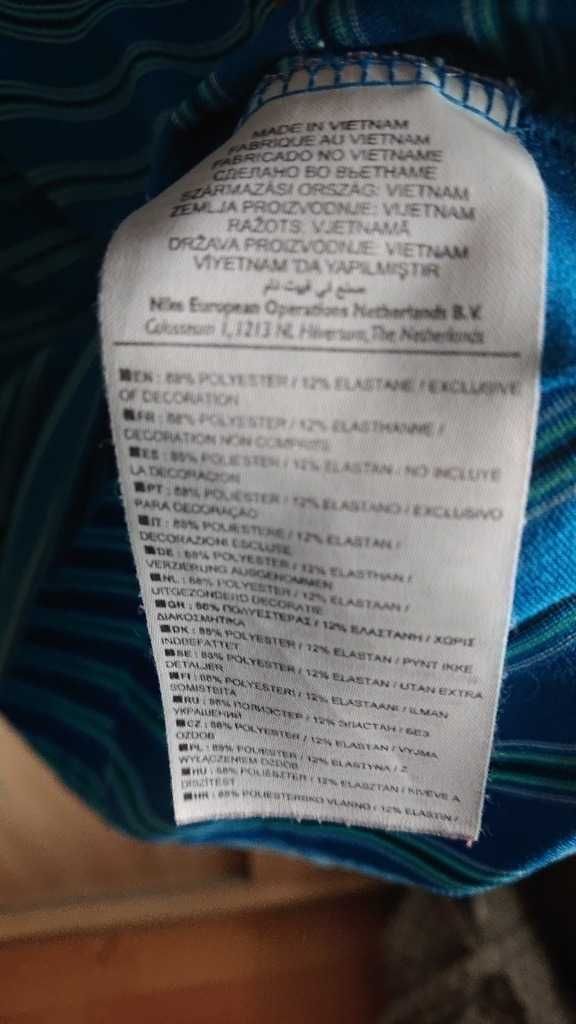 MADE IN VIETNAM
FABRIQUE AU VIETNAM
FABRICADO NO VIETNAME
СДЕЛАНО ВО ВЬЕТНАМЕ
SZÁRMAZÁSI ORSZÁG: VIETNAM
ZEMLJA PROIZVODNJE: VIJETNAM
RAŽOTS: VJETNAMĀ
DRŽAVA PROIZVODNJE: VIETNAM
VİYETNAM'DA YAPILMIŞTIR
صنع في فيت نام
Nike European Operations Netherlands B.V.
Colosseum 1, 1213 NL Hilversum, The Netherlands
EN : 88% POLYESTER / 12% ELASTANE / EXCLUSIVE
OF DECORATION
FR : 88% POLYESTER / 12% ELASTHANNE /
DECORATION NON COMPRISE
ES : 88% POLIESTER / 12% ELASTAN - NO INCLUYE
LA DECORACION
PT : 88% POLIÉSTER / 12% ELASTANO / EXCLUSIVO
PARA DECORAÇÃO
IT : 88% POLIESTERE / 12% ELASTAN /
DECORAZIONI ESCLUSE
DE : 88% POLYESTER / 12% ELASTHAN /
VERZIERUNG AUSGENOMMEN
NL : 88% POLYESTER / 12% ELASTAAN /
UITGEZONDERD DECORATIE
GR : 88% ΠΟΛΥΕΣΤΕΡΑΣ / 12% ΕΛΑΣΤΑΝΗ / ΧΩΡΙΣ
ΔΙΑΚΟΣΜΗΤΙΚΑ
DK : 88% POLYESTER / 12% ELASTAN / PYNT IKKE
INDBEFATTET
SE : 88% POLYESTER / 12% ELASTAN / UTAN EXTRA
DETALJER
FI : 88% POLYESTERI / 12% ELASTAANI / ILMAN
SOMISTEITA
RU : 88% ПОЛИЭСТЕР / 12% ЭЛАСТАН / БЕЗ
УКРАШЕНИЙ
CZ : 88% POLYESTER / 12% ELASTAN / VYJMA
OZDOB
PL : 88% POLIESTER / 12% ELASTYNA / Z
WYŁĄCZENIEM OZDÓB
HU : 88% POLIÉSZTER / 12% ELASZTÁN / KIVÉVE A
DÍSZÍTÉST
HR : 88% POLIESTERSKO VLAKNO / 12% ELASTIN /